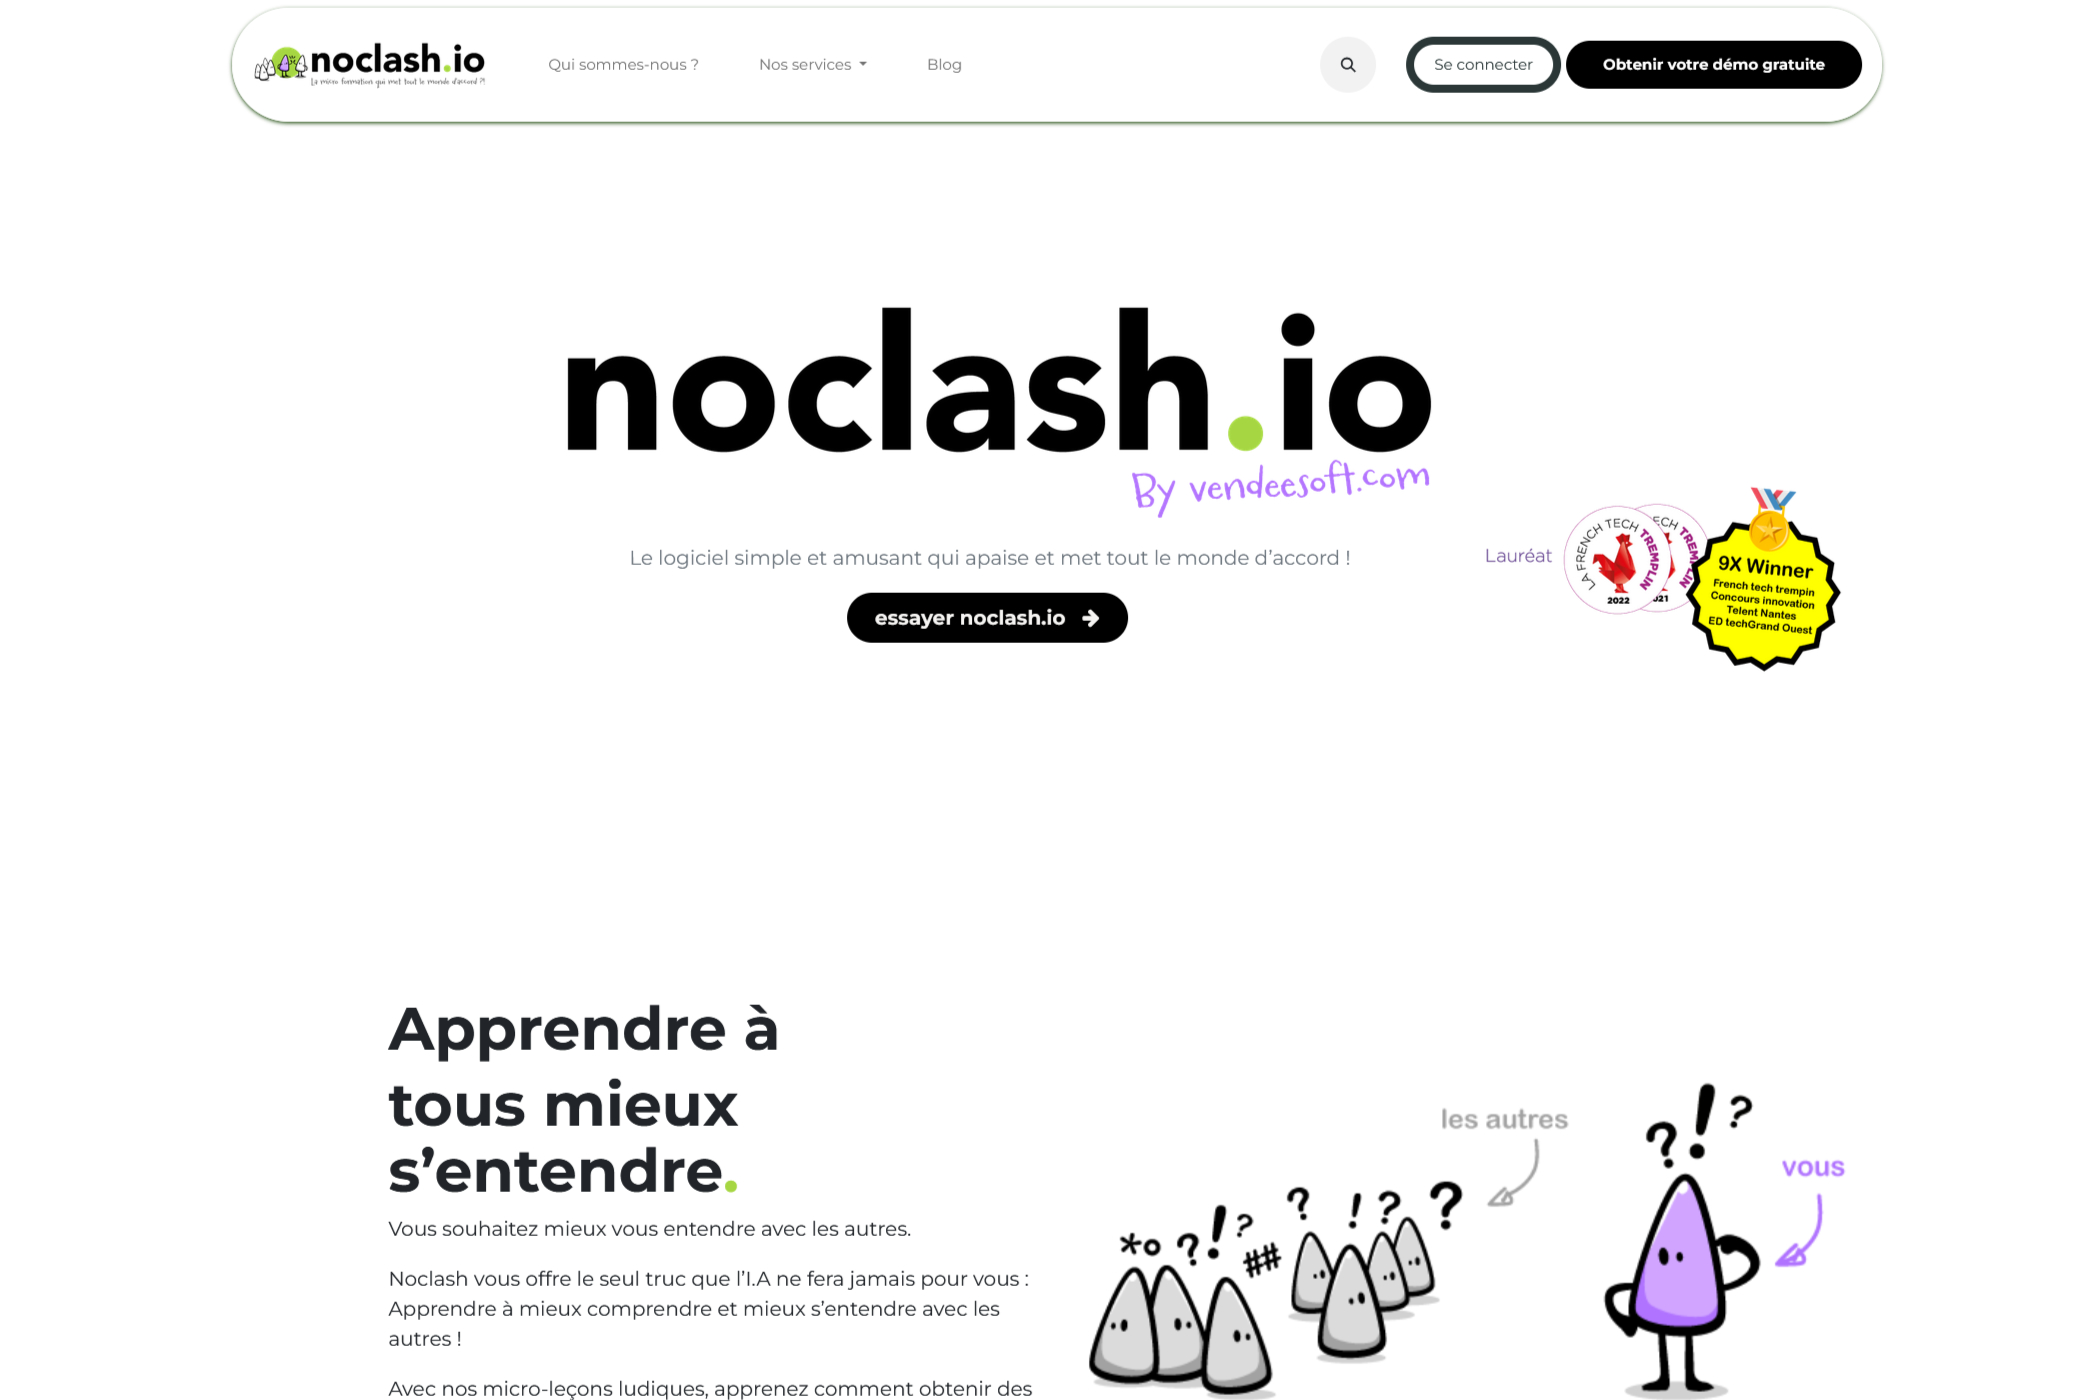 noclash.io
La micro formation qui met tout le monde d'accord ?!
Qui sommes-nous ?
Nos services
Blog
Se connecter
Obtenir votre démo gratuite
noclash.io
By vendeesoft.com
Le logiciel simple et amusant qui apaise et met tout le monde d’accord !
essayer noclash.io
Lauréat
LA FRENCH TECH TREMPLIN
2022
ECH TREMPLIN
21
9X Winner
French tech trempin
Concours innovation
Telent Nantes
ED techGrand Ouest
Apprendre à
tous mieux
s’entendre.
Vous souhaitez mieux vous entendre avec les autres.
Noclash vous offre le seul truc que l’I.A ne fera jamais pour vous :
Apprendre à mieux comprendre et mieux s’entendre avec les
autres !
Avec nos micro-leçons ludiques, apprenez comment obtenir des
les autres
vous
*o ? ! ? ## ? ! ? ?
? ! ?